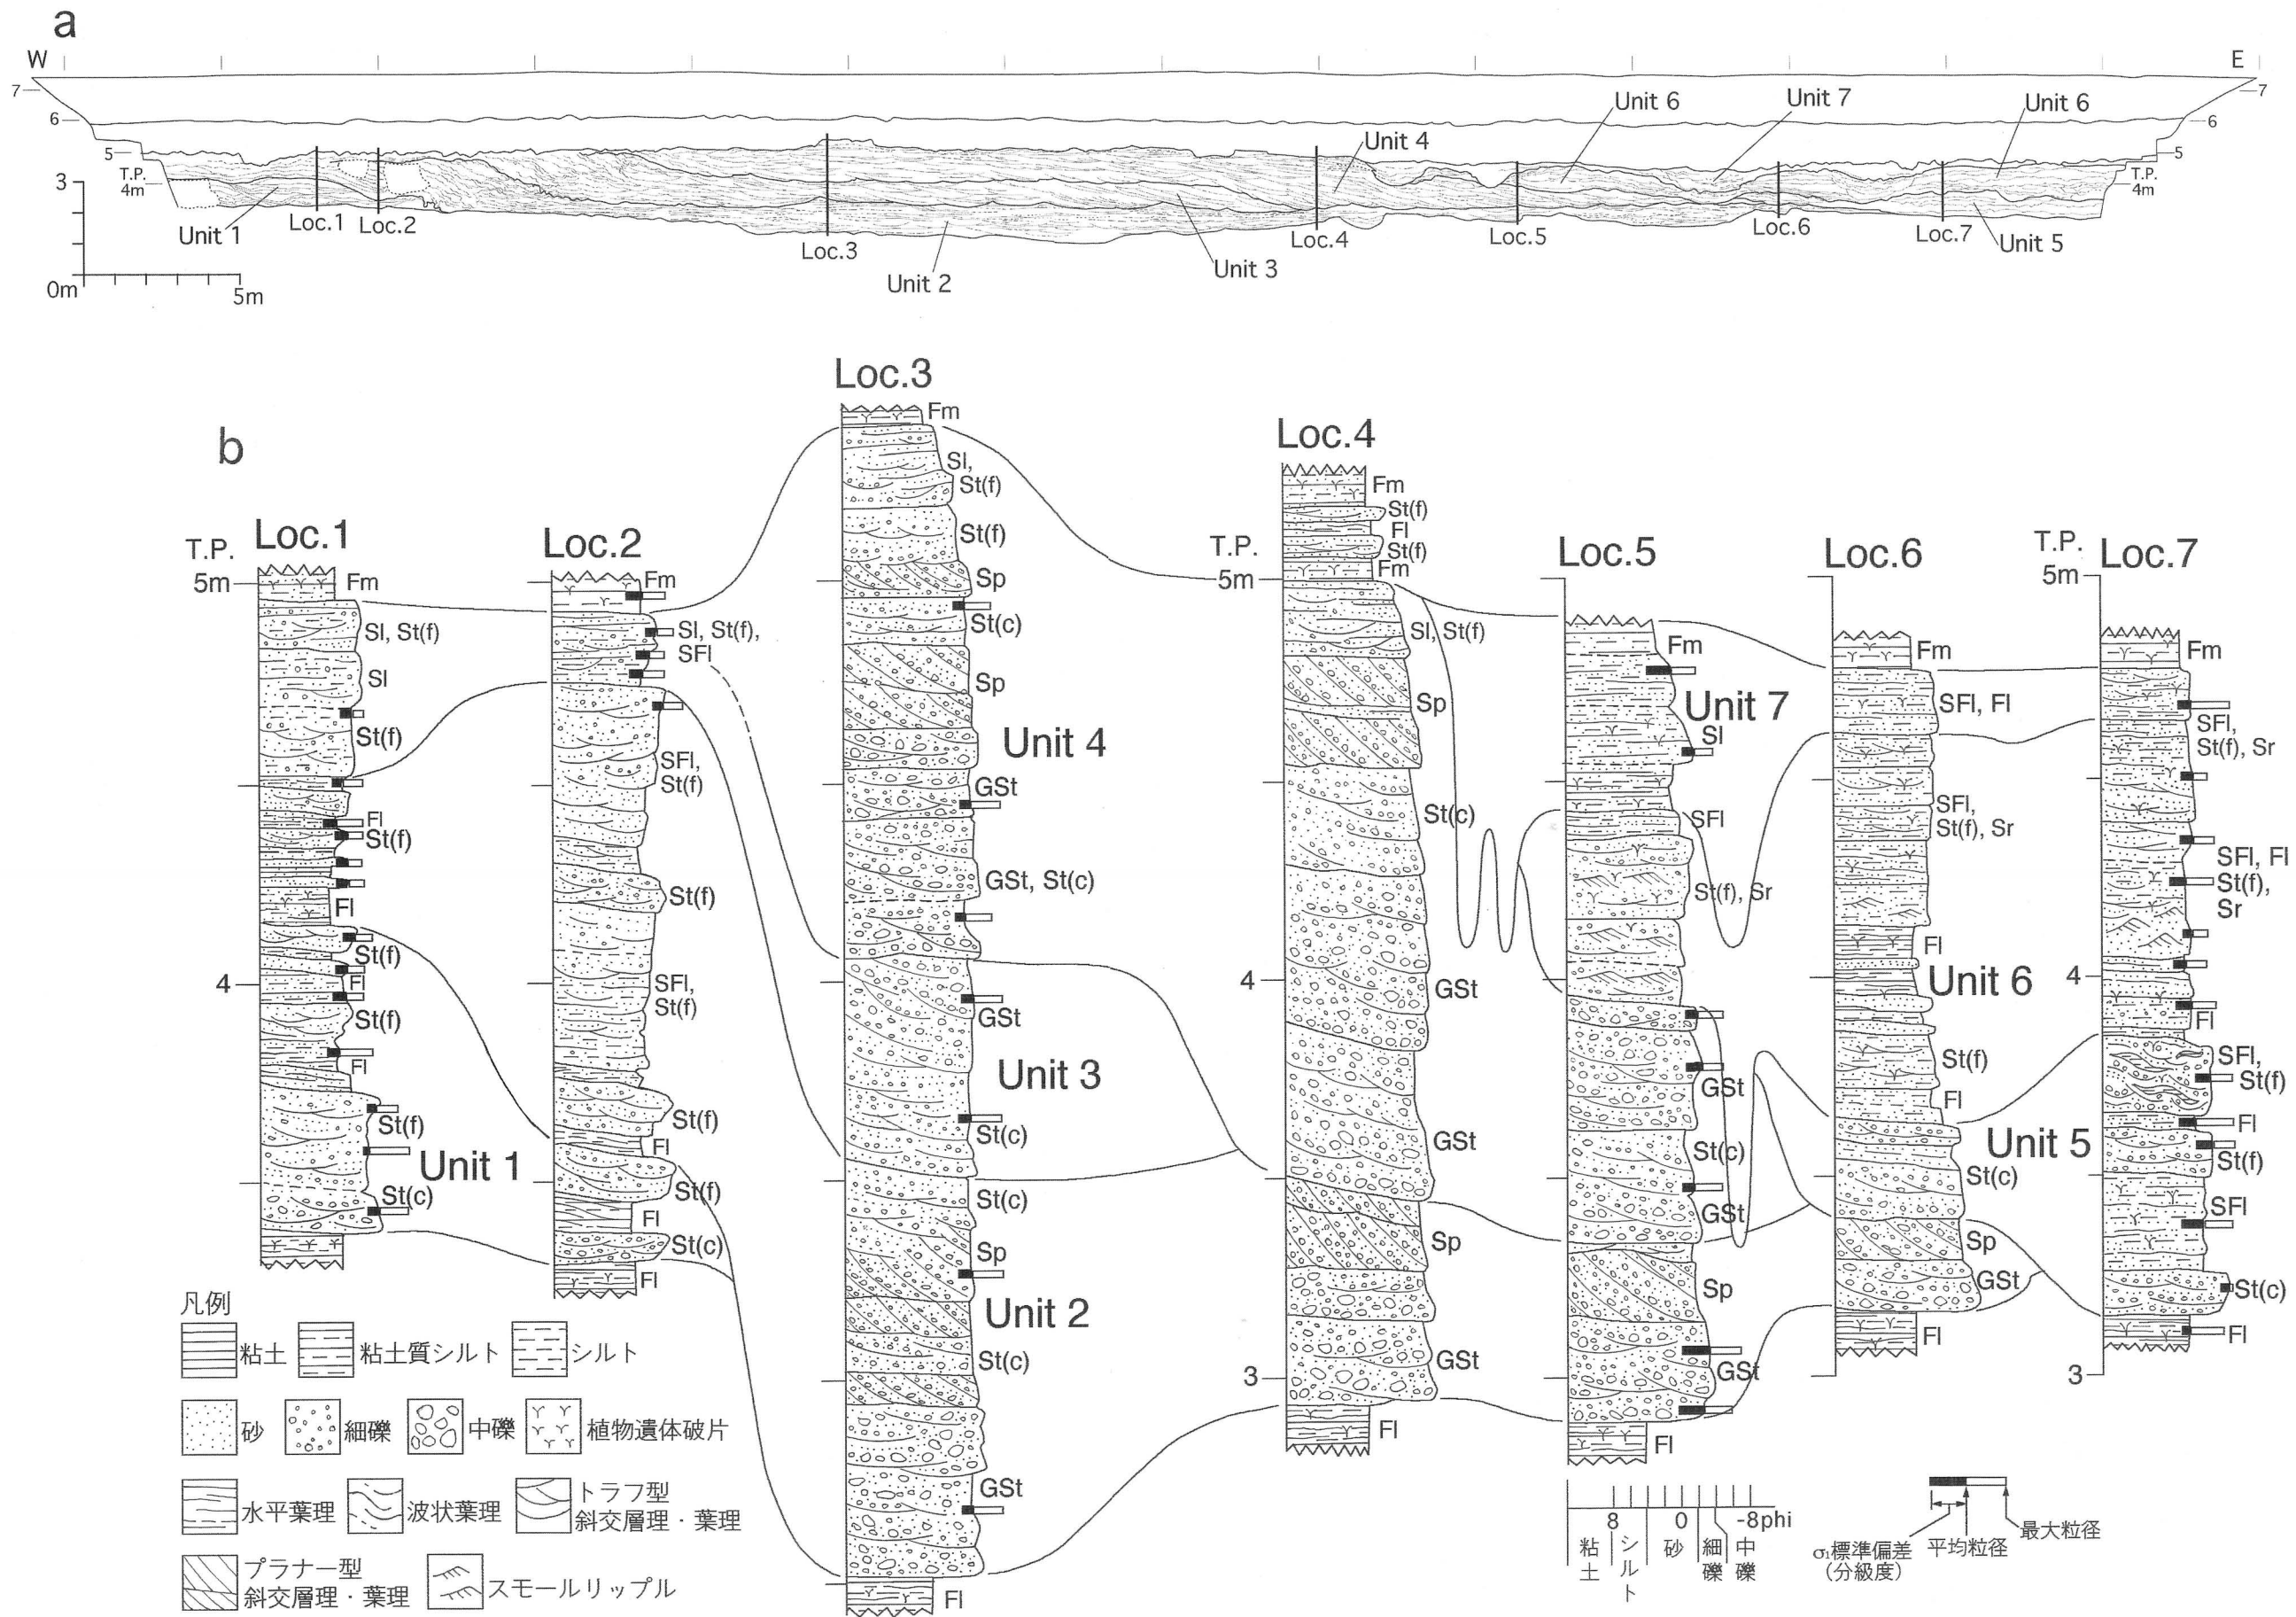 a
W
E
7
6
5
T.P.
4m
3
0m
5m
Unit 1
Loc.1
Loc.2
Loc.3
Unit 2
Unit 3
Loc.4
Unit 4
Loc.5
Unit 6
Unit 7
Loc.6
Unit 6
Loc.7
Unit 5
7
6
5
T.P.
4m
b
T.P.
5m
4
Loc.1
Fm
Sl, St(f)
Sl
St(f)
Fl
St(f)
Fl
St(f)
Fl
St(f)
Fl
St(f)
St(c)
Unit 1
Loc.2
Fm
Sl, St(f),
SFl
SFl,
St(f)
St(f)
SFl,
St(f)
St(f)
Fl
St(f)
Fl
St(c)
Fl
Loc.3
Fm
Sl,
St(f)
St(f)
Sp
St(c)
Sp
Unit 4
GSt
GSt, St(c)
GSt
Unit 3
St(c)
St(c)
Sp
Unit 2
St(c)
GSt
Fl
Loc.4
T.P.
5m
4
3
Fm
St(f)
Fl
St(f)
Fm
Sl, St(f)
Sp
St(c)
GSt
GSt
Sp
GSt
Fl
Loc.5
Fm
Unit 7
Sl
SFl
St(f), Sr
GSt
St(c)
GSt
Sp
GSt
Fl
Loc.6
Fm
SFl, Fl
SFl,
St(f), Sr
Fl
Unit 6
St(f)
Fl
Unit 5
St(c)
Sp
GSt
Fl
T.P.
5m
4
3
Loc.7
Fm
SFl,
St(f), Sr
SFl, Fl
St(f),
Sr
Fl
SFl,
St(f)
Fl
St(f)
SFl
St(c)
Fl
凡例
粘土
粘土質シルト
シルト
砂
細礫
中礫
植物遺体破片
水平葉理
波状葉理
トラフ型
斜交層理・葉理
プラナー型
斜交層理・葉理
スモールリップル
8
0
-8phi
粘土
シルト
砂
細礫
中礫
σ₁標準偏差
(分級度)
平均粒径
最大粒径